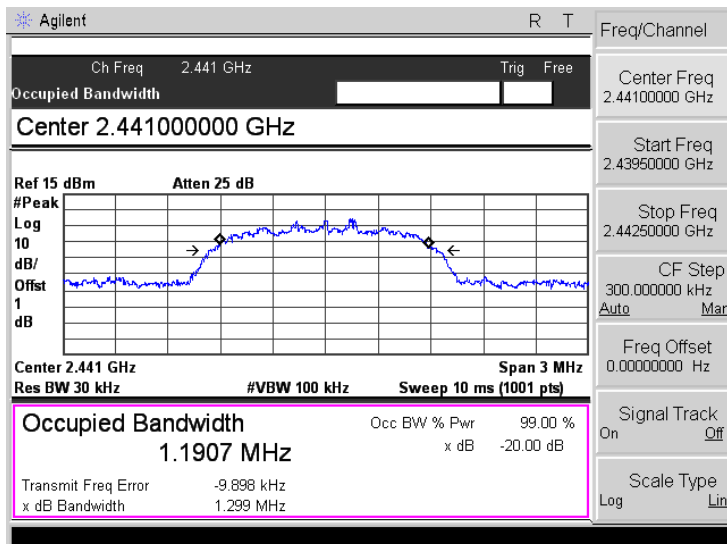 Agilent R T
Ch Freq 2.441 GHz Trig Free
Occupied Bandwidth
Center 2.441000000 GHz
Ref 15 dBm Atten 25 dB
#Peak
Log
10
dB/
Offst
1
dB
Center 2.441 GHz Span 3 MHz
Res BW 30 kHz #VBW 100 kHz Sweep 10 ms (1001 pts)
Occupied Bandwidth Occ BW % Pwr 99.00 %
1.1907 MHz x dB -20.00 dB
Transmit Freq Error -9.898 kHz
x dB Bandwidth 1.299 MHz
Freq/Channel
Center Freq
2.44100000 GHz
Start Freq
2.43950000 GHz
Stop Freq
2.44250000 GHz
CF Step
300.000000 kHz
Auto Mar
Freq Offset
0.00000000 Hz
Signal Track
On Off
Scale Type
Log Lin